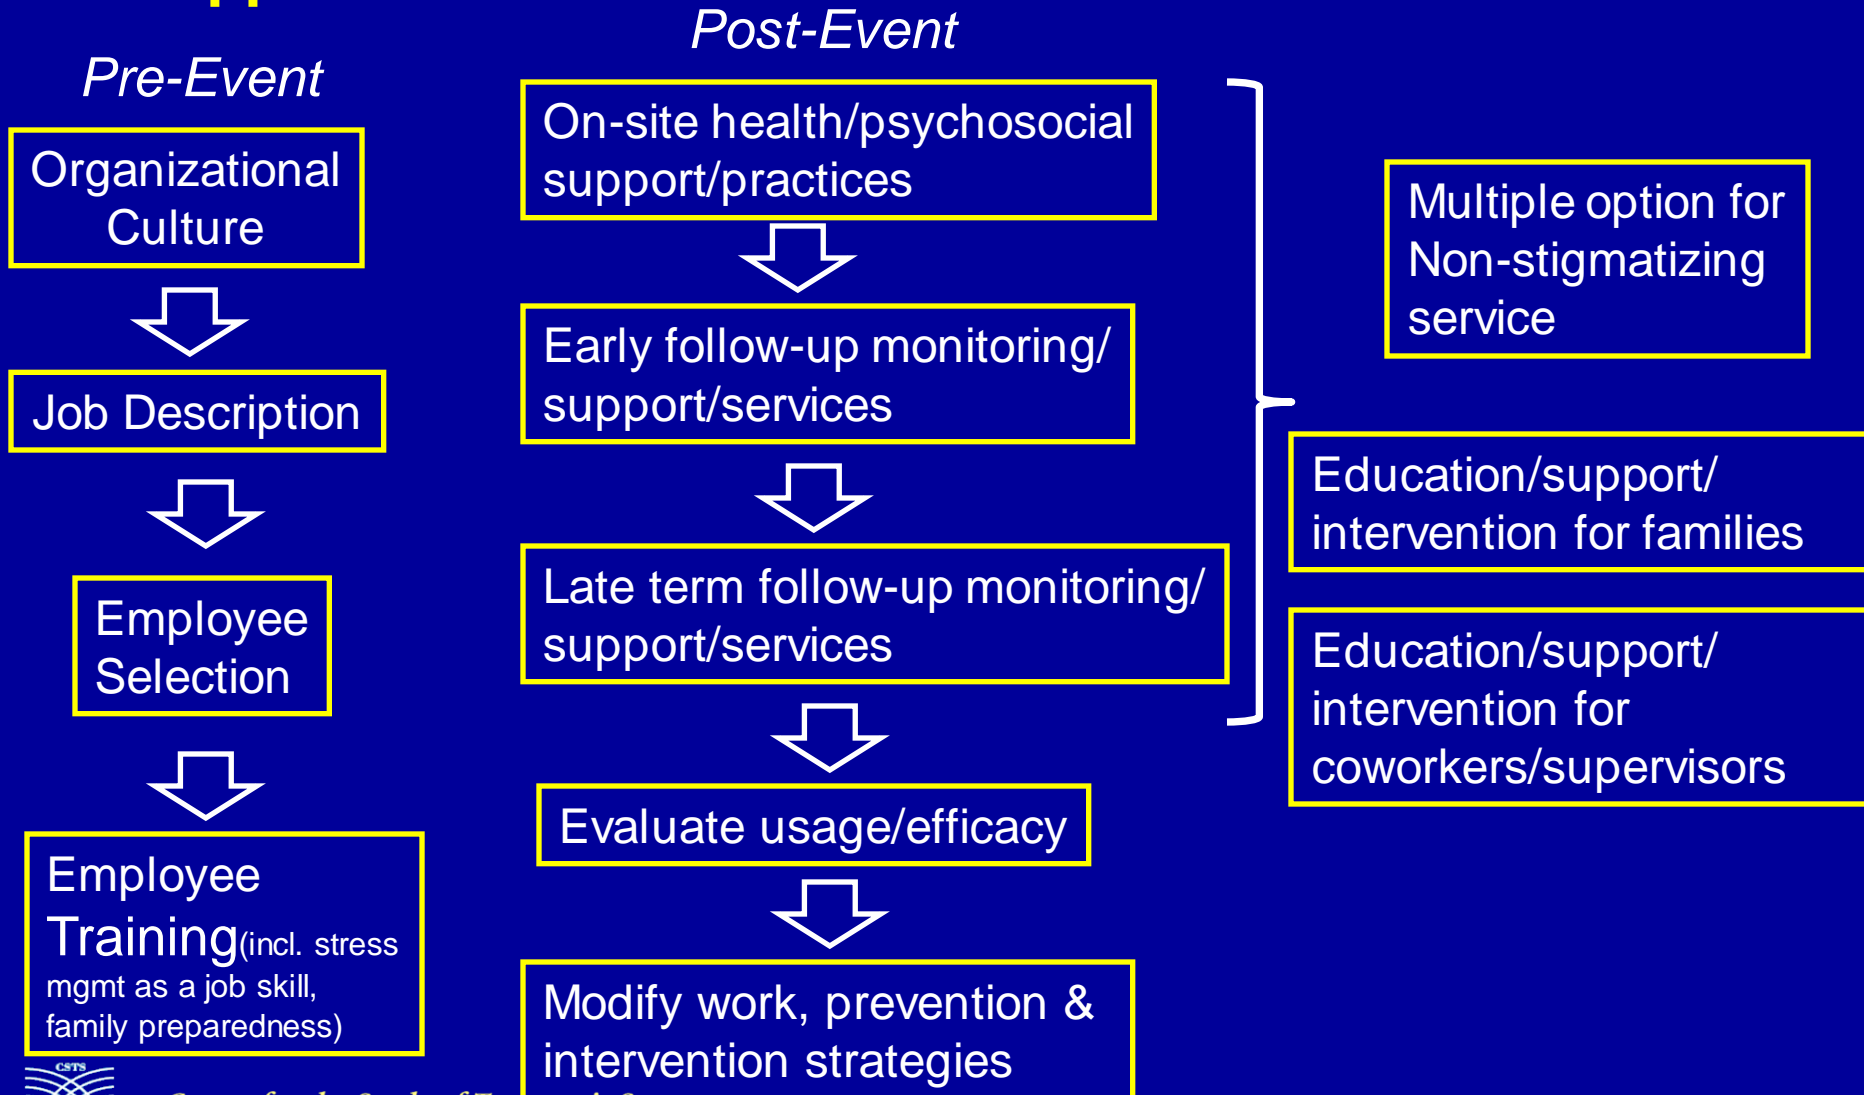 Pre-Event
Organizational
Culture
Job Description
Employee
Selection
Employee
Training(incl. stress
mgmt as a job skill,
family preparedness)
CSTS
Post-Event
On-site health/psychosocial
support/practices
Early follow-up monitoring/
support/services
Late term follow-up monitoring/
support/services
Evaluate usage/efficacy
Modify work, prevention &
intervention strategies
Multiple option for
Non-stigmatizing
service
Education/support/
intervention for families
Education/support/
intervention for
coworkers/supervisors